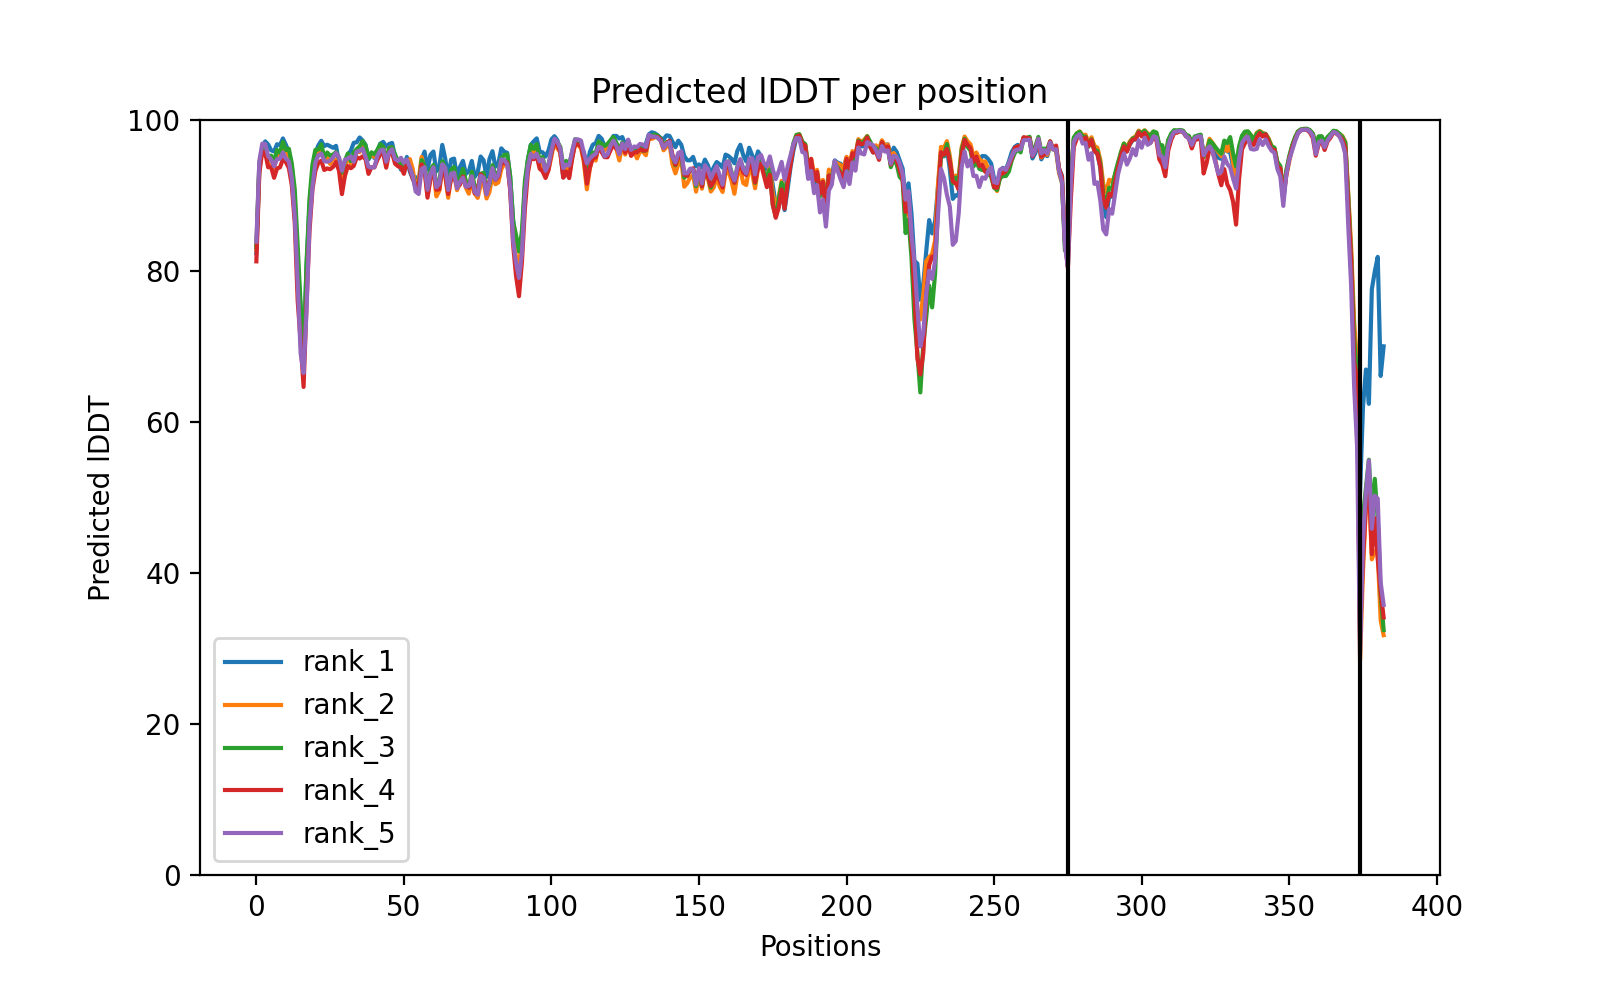 Predicted lDDT per position
100
80
60
40
20
0
Predicted lDDT
rank_1
rank_2
rank_3
rank_4
rank_5
0 50 100 150 200 250 300 350 400
Positions